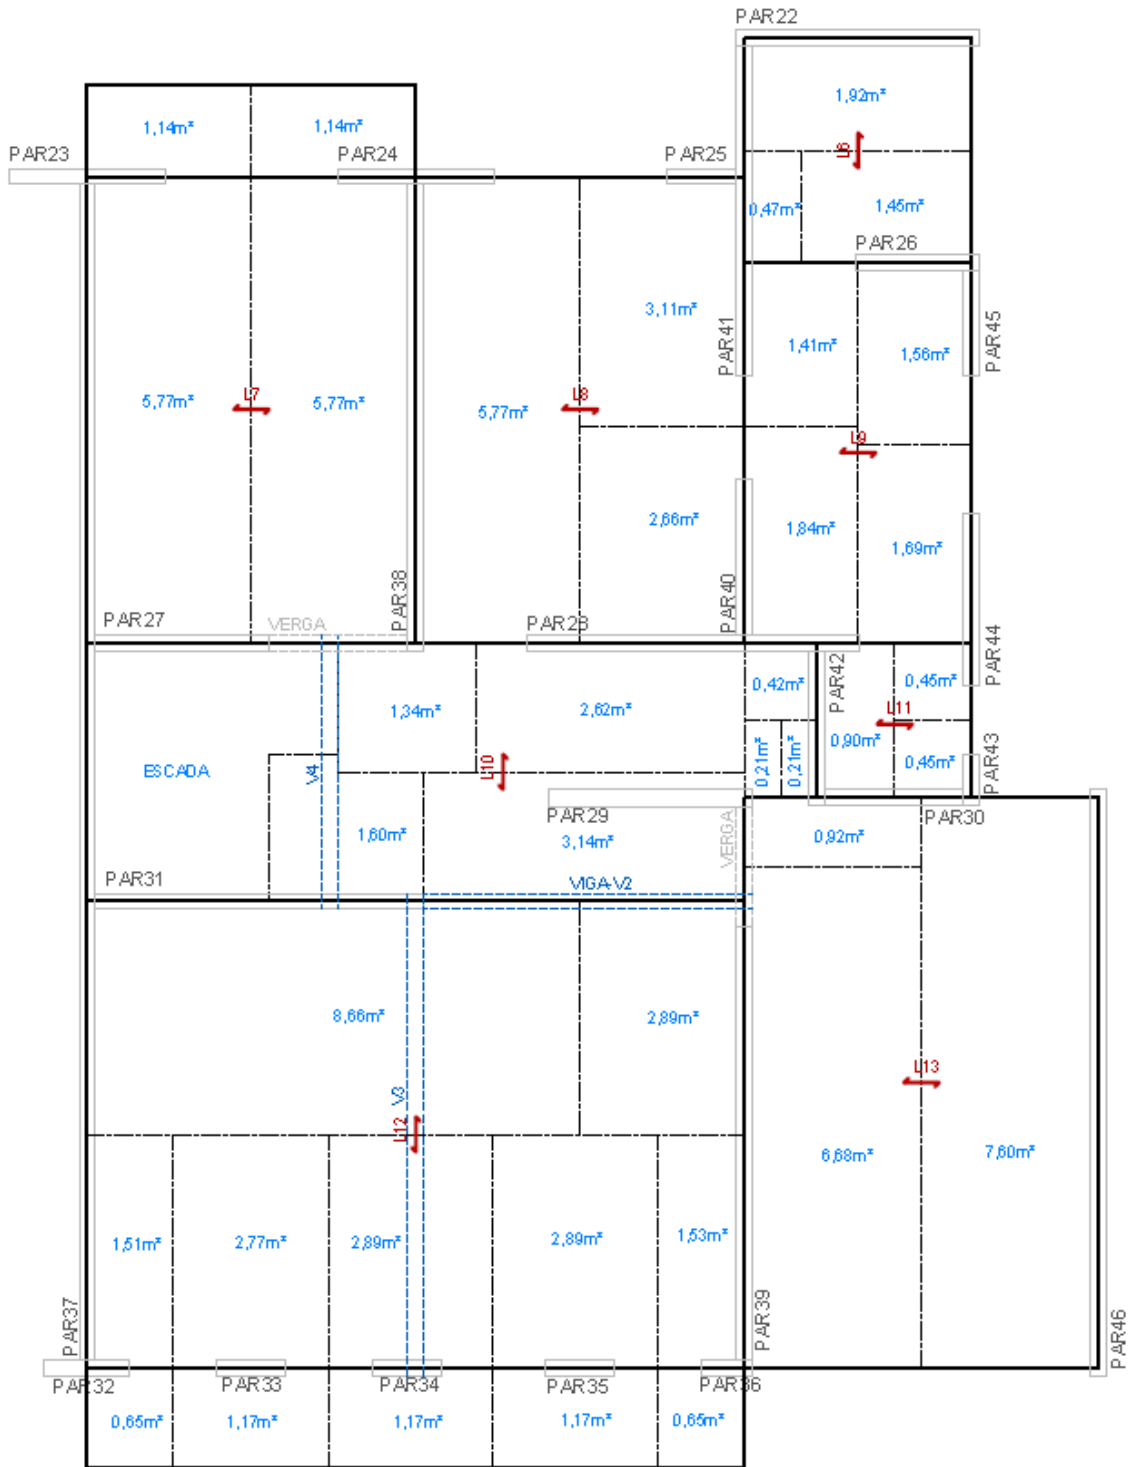 PAR22
1,92m²
L6
1,14m²
1,14m²
PAR23
PAR24
PAR25
0,47m²
1,45m²
PAR26
3,11m²
PAR41
1,41m²
1,56m²
PAR45
5,77m²
L7
5,77m²
5,77m²
L8
L9
2,66m²
1,84m²
1,69m²
PAR27
VERGA
PAR38
PAR28
PAR40
PAR42
PAR44
0,42m²
0,45m²
1,34m²
2,62m²
L11
0,90m²
0,21m²
0,21m²
0,45m²
PAR43
ESCADA
V4
L10
PAR29
PAR30
1,60m²
3,14m²
VERGA
0,92m²
PAR31
VIGA-V2
8,66m²
2,89m²
V3
L12
L13
6,68m²
7,60m²
1,51m²
2,77m²
2,89m²
2,89m²
1,53m²
PAR37
PAR39
PAR46
PAR32
PAR33
PAR34
PAR35
PAR36
0,65m²
1,17m²
1,17m²
1,17m²
0,65m²